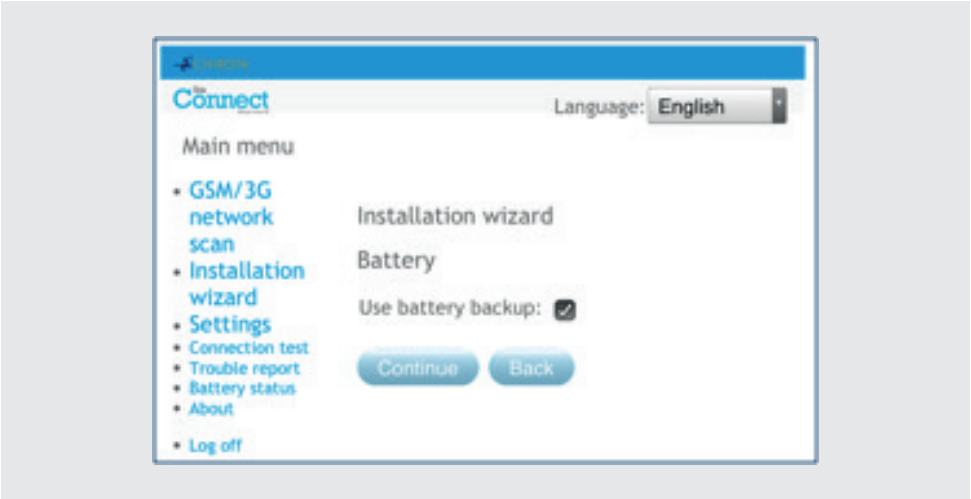 Connect
Language: English
Main menu
• GSM/3G
network
scan
• Installation
wizard
• Settings
• Connection test
• Trouble report
• Battery status
• About
• Log off
Installation wizard
Battery
Use battery backup:
Continue Back